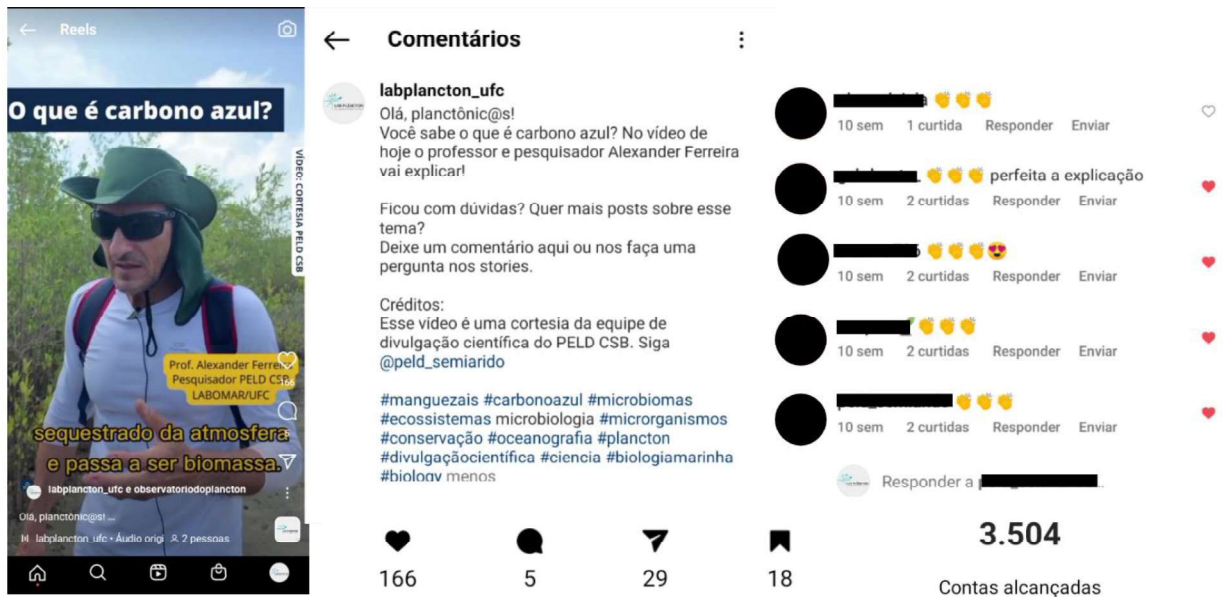 Reels
O que é carbono azul?
VÍDEO: CORTESIA PELD CSB
Prof. Alexander Ferreira
Pesquisador PELD CSB
LABOMAR/UFC
166
5
sequestrado da atmosfera
e passa a ser biomassa.
labplancton_ufc e observatoriodoplancton
Olá, planctônic@s! ...
labplancton_ufc • Áudio origi 2 pessoas
Comentários
labplancton_ufc
Olá, planctônic@s!
Você sabe o que é carbono azul? No vídeo de
hoje o professor e pesquisador Alexander Ferreira
vai explicar!
Ficou com dúvidas? Quer mais posts sobre esse
tema?
Deixe um comentário aqui ou nos faça uma
pergunta nos stories.
Créditos:
Esse vídeo é uma cortesia da equipe de
divulgação científica do PELD CSB. Siga
@peld_semiarido
#manguezais #carbonoazul #microbiomas
#ecossistemas microbiologia #microrganismos
#conservação #oceanografia #plancton
#divulgaçãocientífica #ciencia #biologiamarinha
#biology menos
166 5 29 18
👏👏👏
10 sem 1 curtida Responder Enviar
👏👏👏 perfeita a explicação
10 sem 2 curtidas Responder Enviar
👏👏👏😍
10 sem 2 curtidas Responder Enviar
👏👏👏
10 sem 2 curtidas Responder Enviar
👏👏👏
10 sem 2 curtidas Responder Enviar
Responder a
3.504
Contas alcançadas